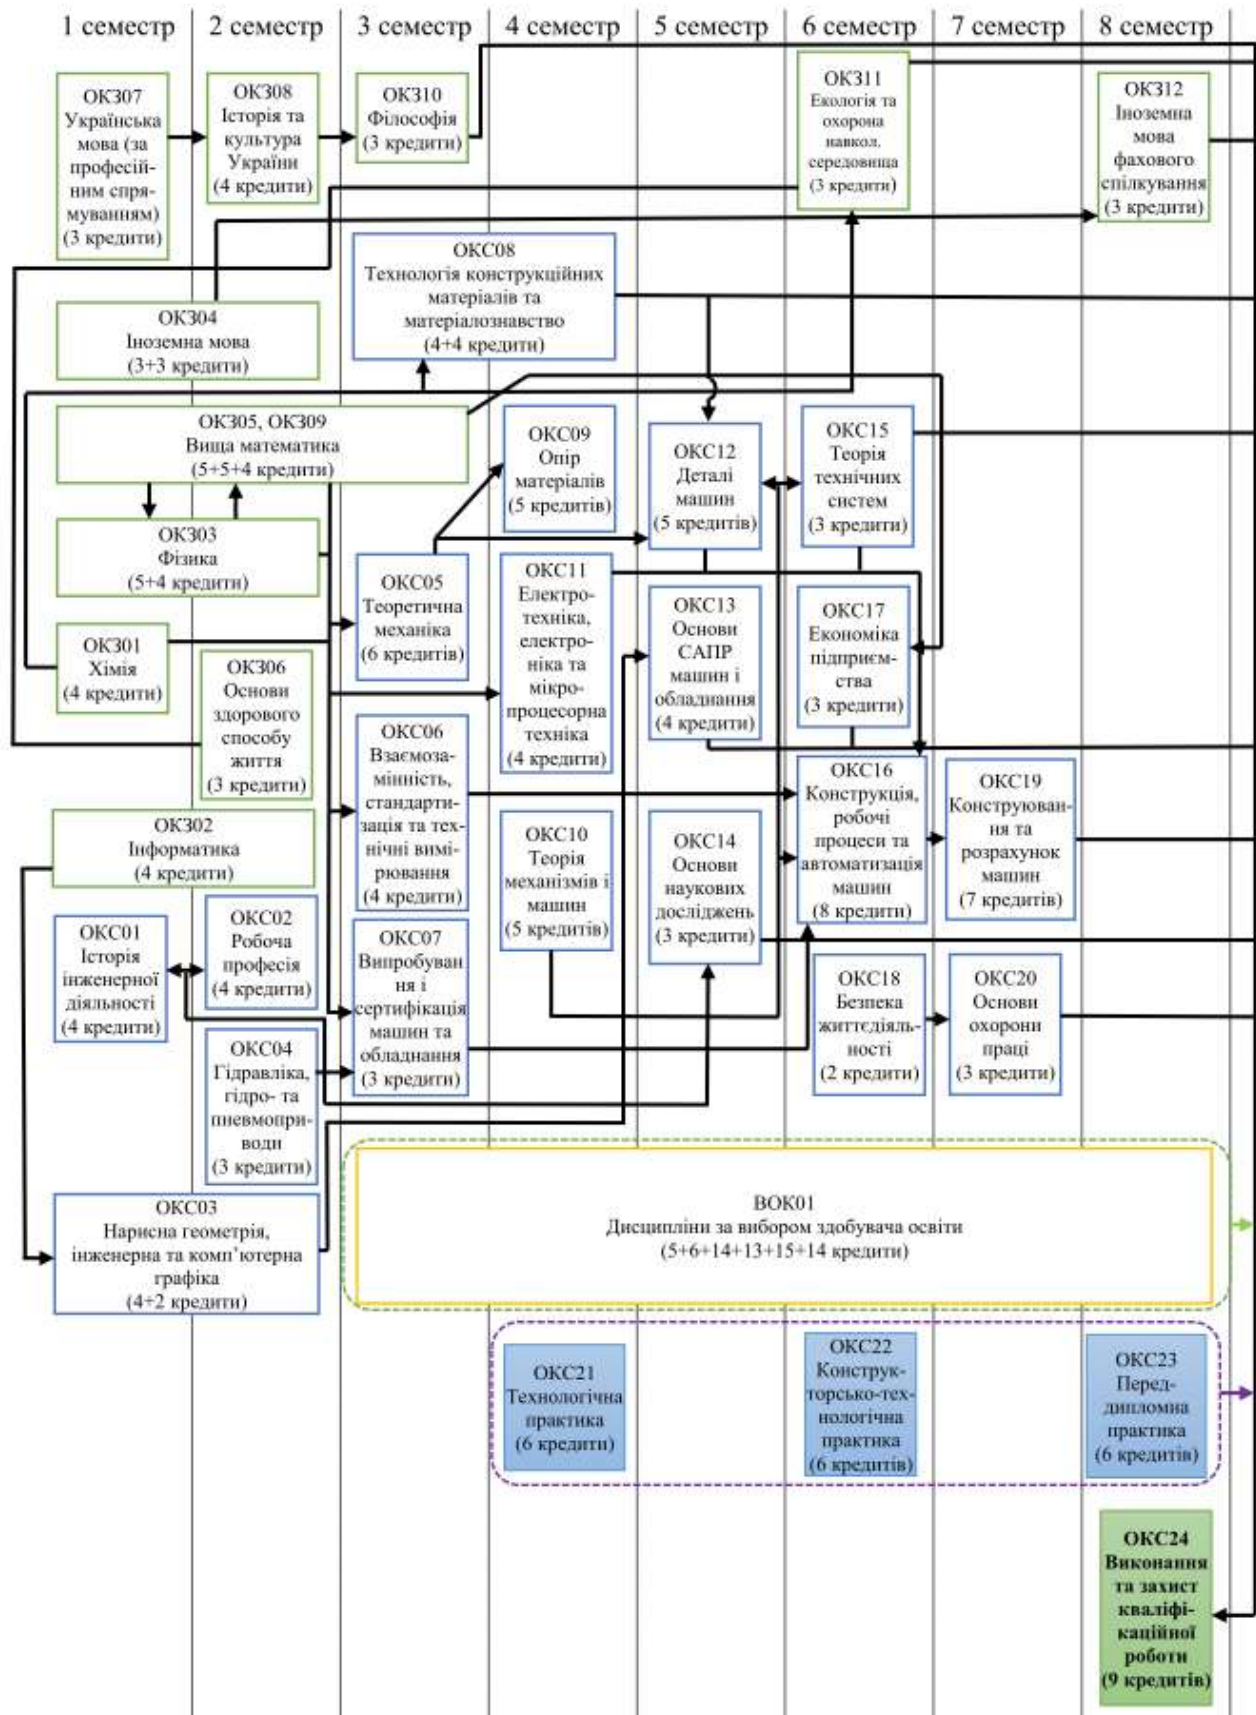 1 семестр
2 семестр
3 семестр
4 семестр
5 семестр
6 семестр
7 семестр
8 семестр
ОКЗ07
Українська
мова (за
професій-
ним спря-
муванням)
(3 кредити)
ОКЗ08
Історія та
культура
України
(4 кредити)
ОКЗ10
Філософія
(3 кредити)
ОКЗ11
Екологія та
охорона
навкол.
середовища
(3 кредити)
ОКЗ12
Іноземна
мова
фахового
спілкування
(3 кредити)
ОКС08
Технологія конструкційних
матеріалів та
матеріалознавство
(4+4 кредити)
ОКЗ04
Іноземна мова
(3+3 кредити)
ОКЗ05, ОКЗ09
Вища математика
(5+5+4 кредити)
ОКС09
Опір
матеріалів
(5 кредитів)
ОКС12
Деталі
машин
(5 кредитів)
ОКС15
Теорія
технічних
систем
(3 кредити)
ОКЗ03
Фізика
(5+4 кредити)
ОКС05
Теоретична
механіка
(6 кредитів)
ОКС11
Електро-
техніка,
електро-
ніка та
мікро-
процесорна
техніка
(4 кредити)
ОКС13
Основи
САПР
машин і
обладнання
(4 кредити)
ОКС17
Економіка
підприєм-
ства
(3 кредити)
ОКЗ01
Хімія
(4 кредити)
ОКЗ06
Основи
здорового
способу
життя
(3 кредити)
ОКС06
Взаємоза-
мінність,
стандарти-
зація та тех-
нічні вимі-
рювання
(4 кредити)
ОКС16
Конструкція,
робочі
процеси та
автоматизація
машин
(8 кредити)
ОКС19
Конструюван-
ня та
розрахунок
машин
(7 кредитів)
ОКЗ02
Інформатика
(4 кредити)
ОКС10
Теорія
механізмів і
машин
(5 кредитів)
ОКС14
Основи
наукових
досліджень
(3 кредити)
ОКС01
Історія
інженерної
діяльності
(4 кредити)
ОКС02
Робоча
професія
(4 кредити)
ОКС07
Випробуван
ня і
сертифікація
машин та
обладнання
(3 кредити)
ОКС18
Безпека
життєдіяль-
ності
(2 кредити)
ОКС20
Основи
охорони
праці
(3 кредити)
ОКС04
Гідравліка,
гідро- та
пневмопри-
води
(3 кредити)
ОКС03
Нарисна геометрія,
інженерна та комп’ютерна
графіка
(4+2 кредити)
ВОК01
Дисципліни за вибором здобувача освіти
(5+6+14+13+15+14 кредити)
ОКС21
Технологічна
практика
(6 кредити)
ОКС22
Конструк-
торсько-тех-
нологічна
практика
(6 кредитів)
ОКС23
Перед-
дипломна
практика
(6 кредитів)
ОКС24
Виконання
та захист
кваліфі-
каційної
роботи
(9 кредитів)